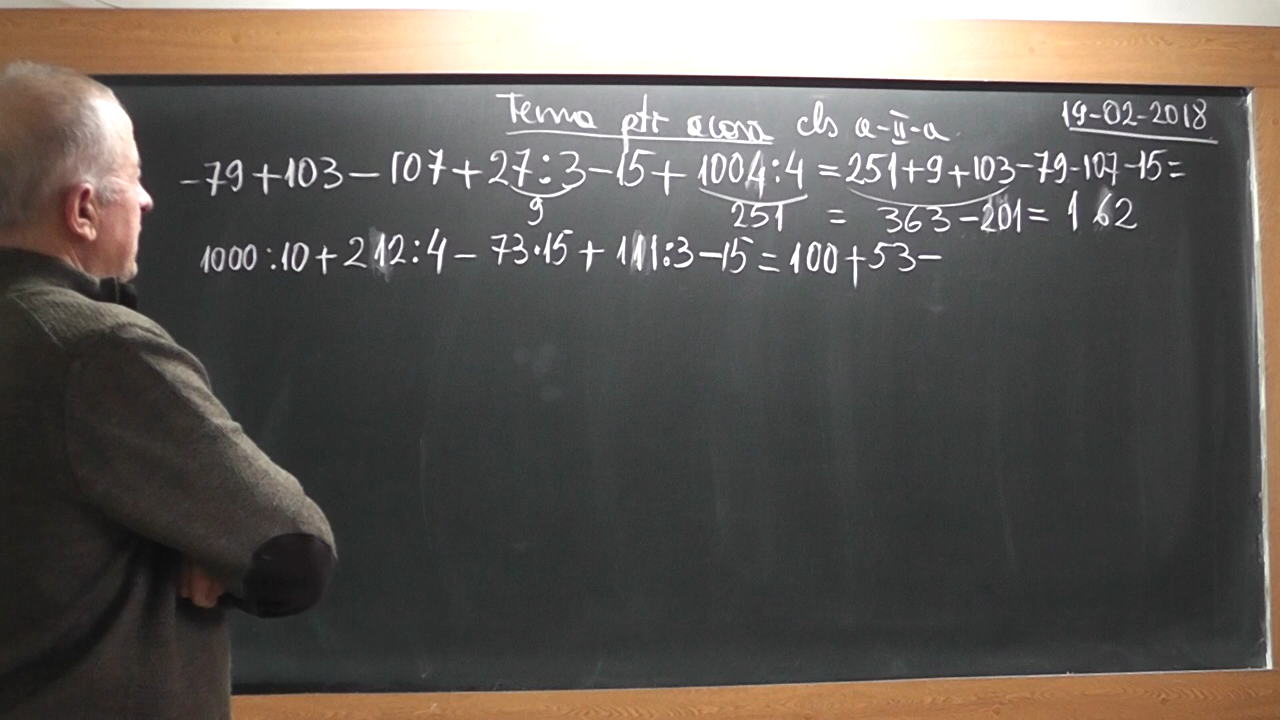 Tema ptr acasă cls a-II-a 19-02-2018
-79+103-107+27:3-15+1004:4=251+9+103-79-107-15=
9 251 = 363-201=162
1000:10+212:4-73·15+111:3-15=100+53-